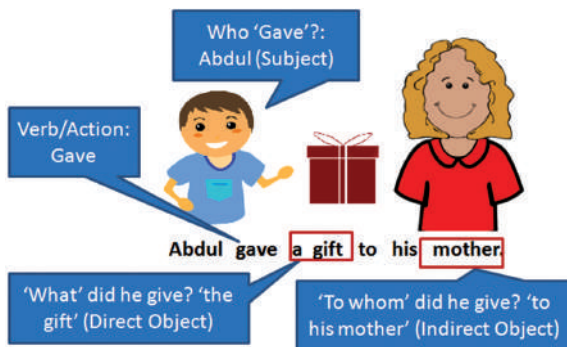 Who ‘Gave’?:
Abdul (Subject)
Verb/Action:
Gave
Abdul gave a gift to his mother.
‘What’ did he give? ‘the
gift’ (Direct Object)
‘To whom’ did he give? ‘to
his mother’ (Indirect Object)